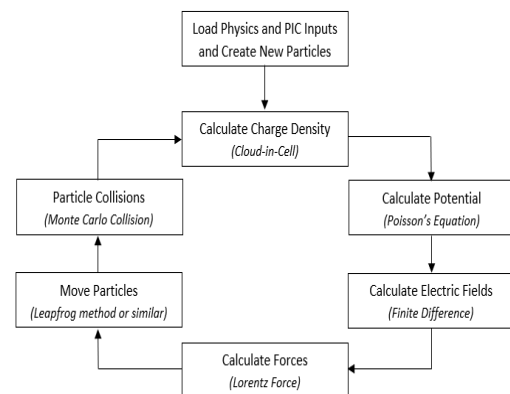 Load Physics and PIC Inputs
and Create New Particles
Calculate Charge Density
(Cloud-in-Cell)
Calculate Potential
(Poisson's Equation)
Calculate Electric Fields
(Finite Difference)
Calculate Forces
(Lorentz Force)
Move Particles
(Leapfrog method or similar)
Particle Collisions
(Monte Carlo Collision)